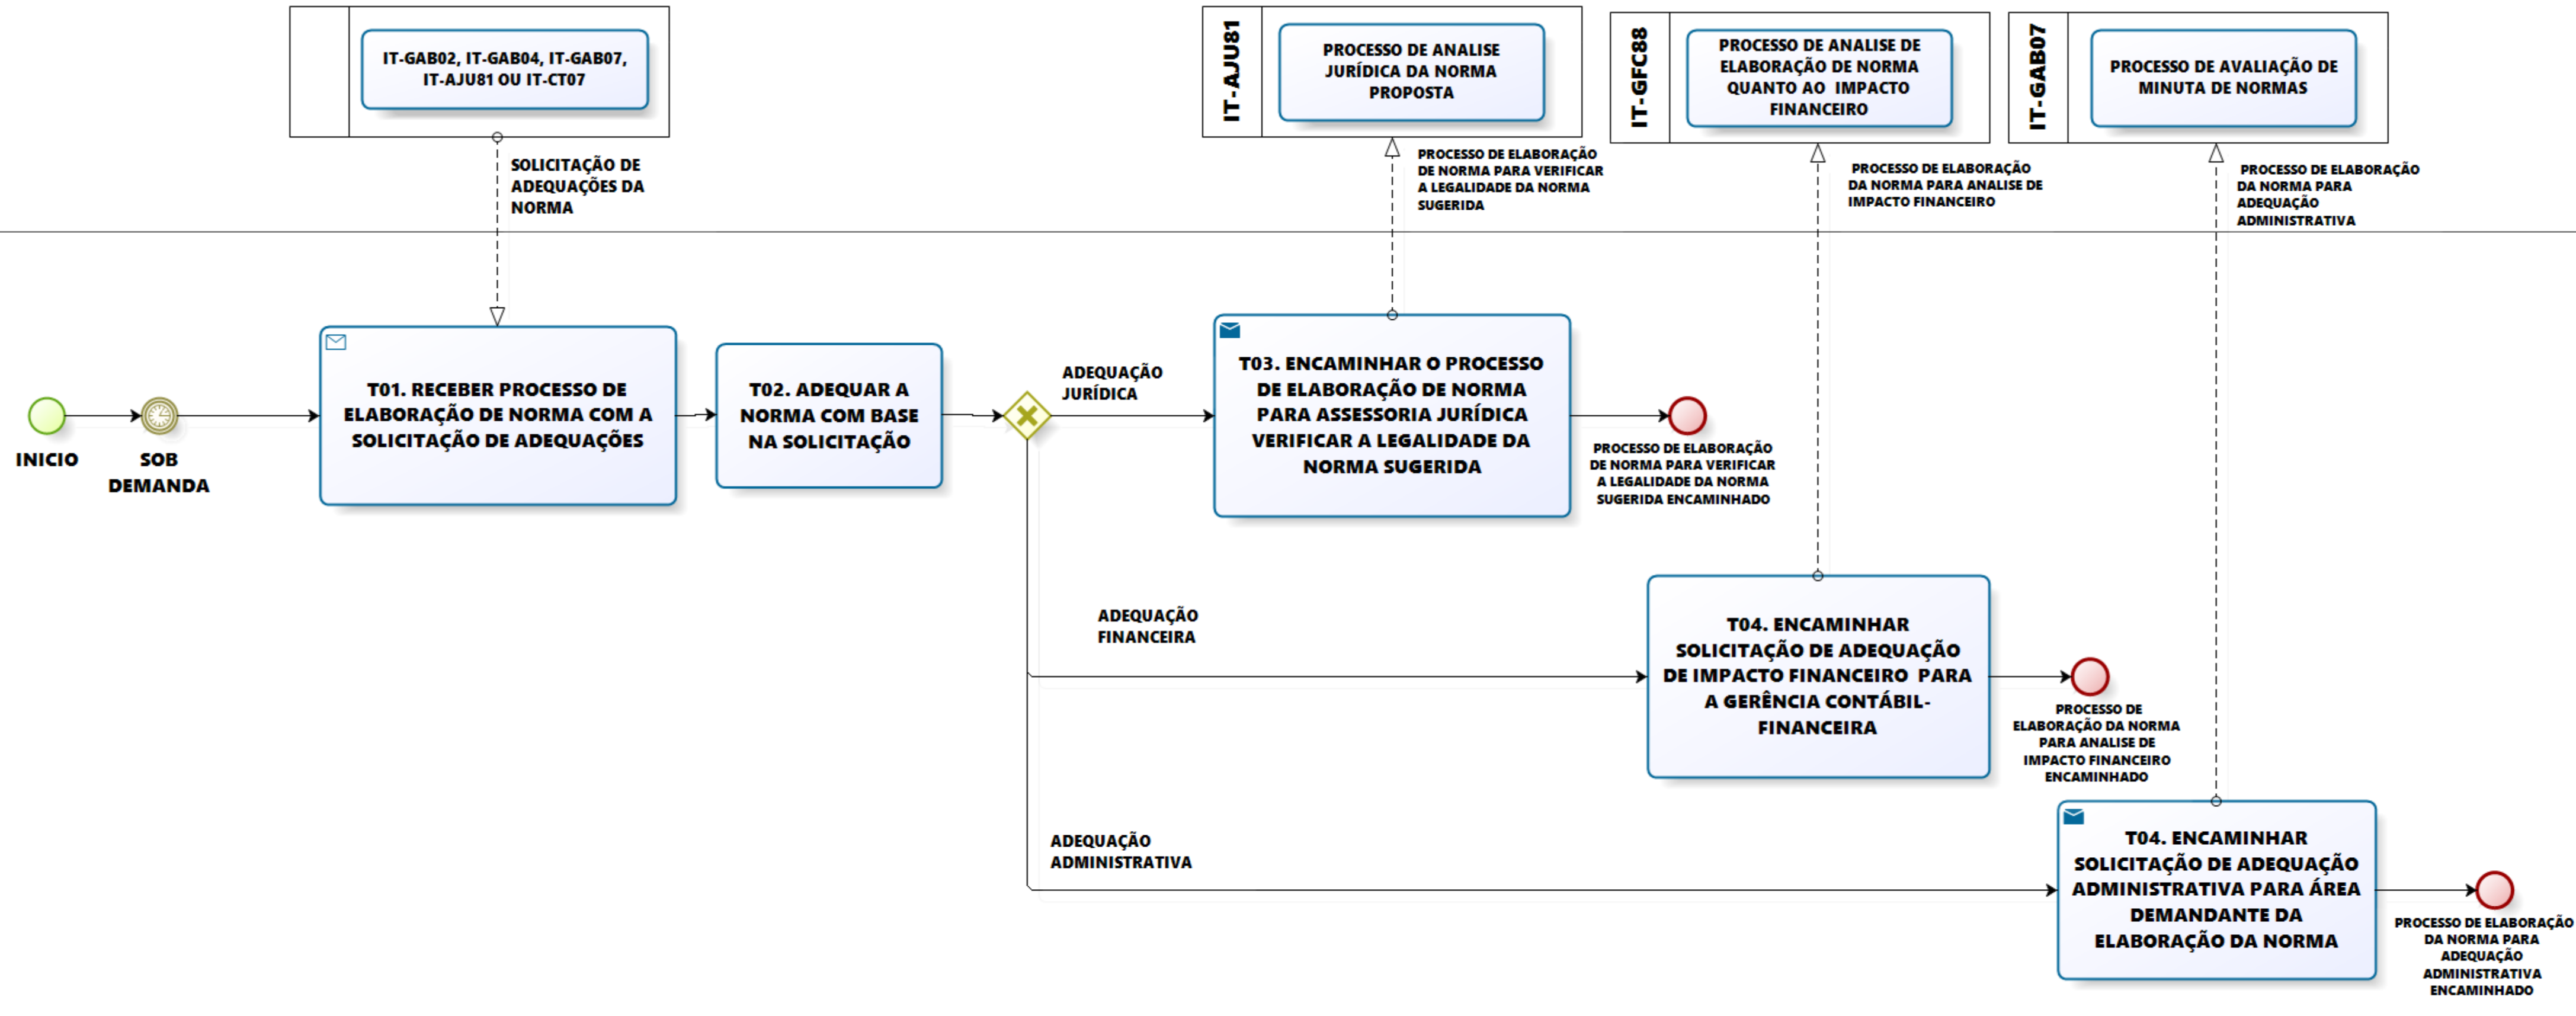 IT-GAB02, IT-GAB04, IT-GAB07,
IT-AJU81 OU IT-CT07
SOLICITAÇÃO DE
ADEQUAÇÕES DA
NORMA
IT-AJU81
PROCESSO DE ANALISE
JURÍDICA DA NORMA
PROPOSTA
PROCESSO DE ELABORAÇÃO
DE NORMA PARA VERIFICAR
A LEGALIDADE DA NORMA
SUGERIDA
IT-GFC88
PROCESSO DE ANALISE DE
ELABORAÇÃO DE NORMA
QUANTO AO IMPACTO
FINANCEIRO
PROCESSO DE ELABORAÇÃO
DA NORMA PARA ANALISE DE
IMPACTO FINANCEIRO
IT-GAB07
PROCESSO DE AVALIAÇÃO DE
MINUTA DE NORMAS
PROCESSO DE ELABORAÇÃO
DA NORMA PARA
ADEQUAÇÃO
ADMINISTRATIVA
INICIO
SOB
DEMANDA
T01. RECEBER PROCESSO DE
ELABORAÇÃO DE NORMA COM A
SOLICITAÇÃO DE ADEQUAÇÕES
T02. ADEQUAR A
NORMA COM BASE
NA SOLICITAÇÃO
ADEQUAÇÃO
JURÍDICA
T03. ENCAMINHAR O PROCESSO
DE ELABORAÇÃO DE NORMA
PARA ASSESSORIA JURÍDICA
VERIFICAR A LEGALIDADE DA
NORMA SUGERIDA
PROCESSO DE ELABORAÇÃO
DE NORMA PARA VERIFICAR
A LEGALIDADE DA NORMA
SUGERIDA ENCAMINHADO
ADEQUAÇÃO
FINANCEIRA
T04. ENCAMINHAR
SOLICITAÇÃO DE ADEQUAÇÃO
DE IMPACTO FINANCEIRO PARA
A GERÊNCIA CONTÁBIL-
FINANCEIRA
PROCESSO DE
ELABORAÇÃO DA NORMA
PARA ANALISE DE
IMPACTO FINANCEIRO
ENCAMINHADO
ADEQUAÇÃO
ADMINISTRATIVA
T04. ENCAMINHAR
SOLICITAÇÃO DE ADEQUAÇÃO
ADMINISTRATIVA PARA ÁREA
DEMANDANTE DA
ELABORAÇÃO DA NORMA
PROCESSO DE ELABORAÇÃO
DA NORMA PARA
ADEQUAÇÃO
ADMINISTRATIVA
ENCAMINHADO